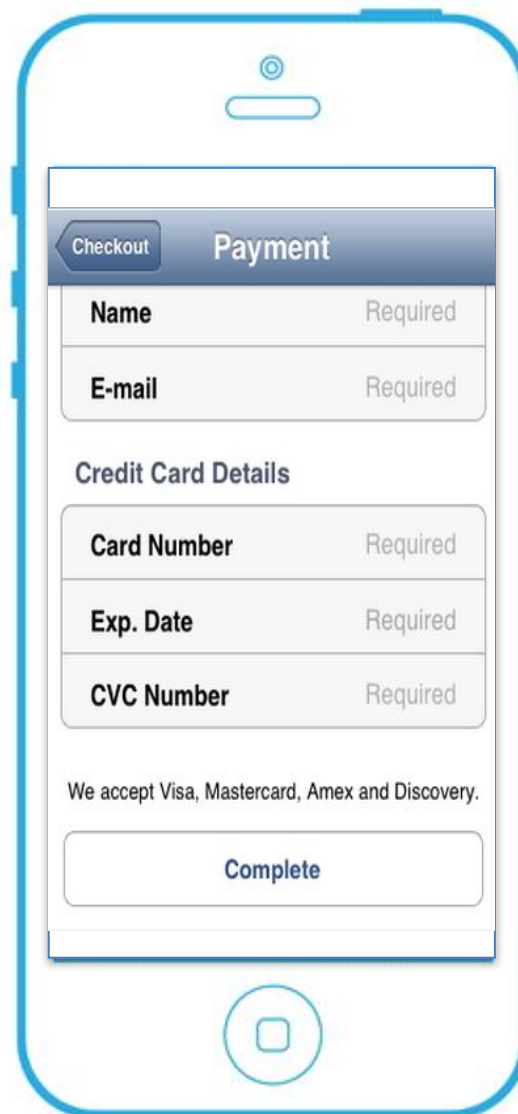 Checkout Payment
Name Required
E-mail Required
Credit Card Details
Card Number Required
Exp. Date Required
CVC Number Required
We accept Visa, Mastercard, Amex and Discovery.
Complete